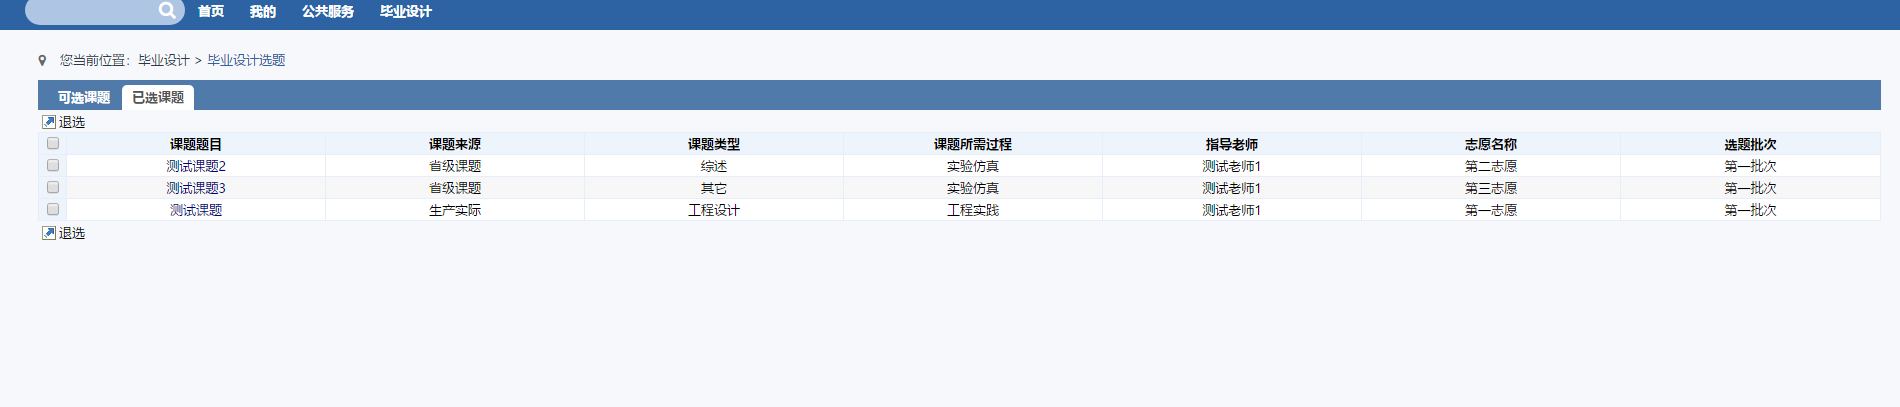 首页 我的 公共服务 毕业设计
您当前位置：毕业设计 > 毕业设计选题
可选课题 已选课题
退选
课题题目 课题来源 课题类型 课题所需过程 指导老师 志愿名称 选题批次
测试课题2 省级课题 综述 实验仿真 测试老师1 第二志愿 第一批次
测试课题3 省级课题 其它 实验仿真 测试老师1 第三志愿 第一批次
测试课题 生产实际 工程设计 工程实践 测试老师1 第一志愿 第一批次
退选